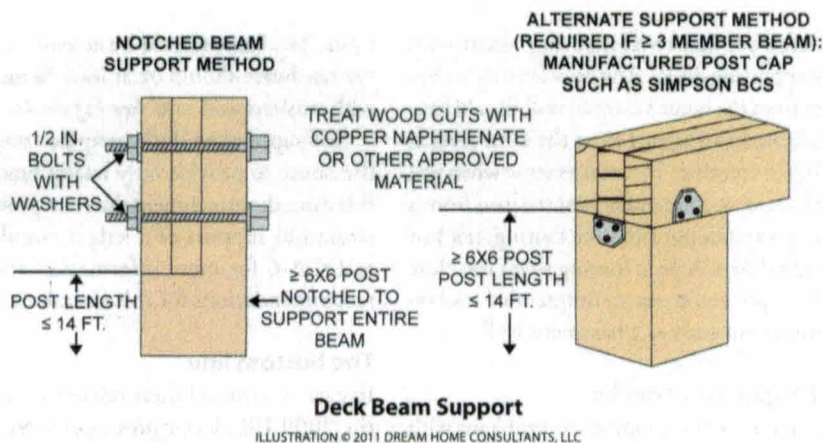 NOTCHED BEAM
SUPPORT METHOD
1/2 IN
BOLTS
WITH
WASHERS
POST LENGTH
≤ 14 FT.
TREAT WOOD CUTS WITH
COPPER NAPHTHENATE
OR OTHER APPROVED
MATERIAL
≥ 6X6 POST
NOTCHED TO
SUPPORT ENTIRE
BEAM
ALTERNATE SUPPORT METHOD
(REQUIRED IF ≥ 3 MEMBER BEAM):
MANUFACTURED POST CAP
SUCH AS SIMPSON BCS
≥ 6X6 POST
POST LENGTH
≤ 14 FT.
Deck Beam Support
ILLUSTRATION © 2011 DREAM HOME CONSULTANTS, LLC